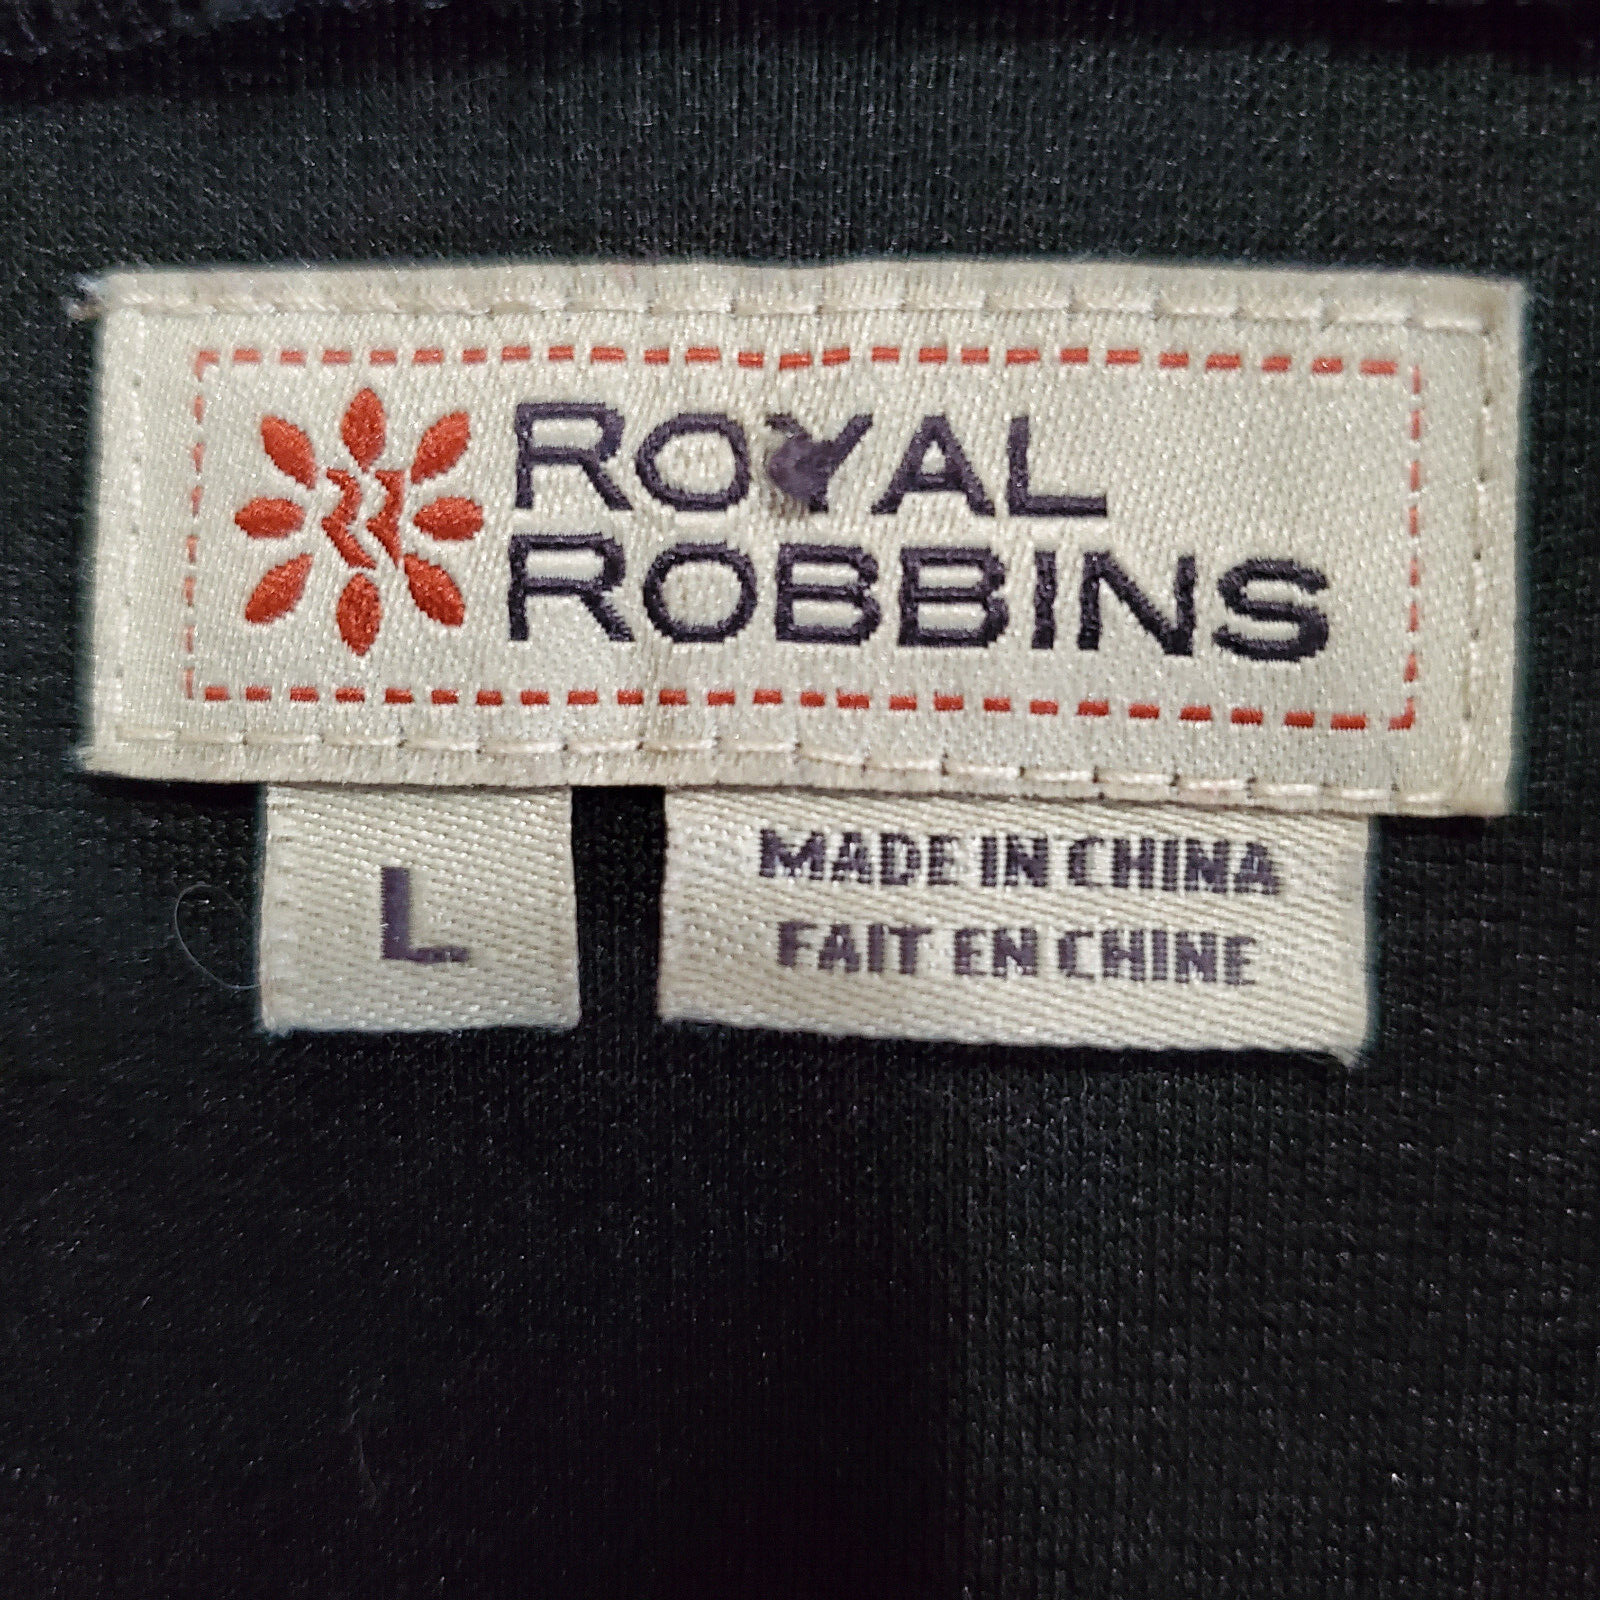 ROYAL
ROBBINS
L
MADE IN CHINA
FAIT EN CHINE